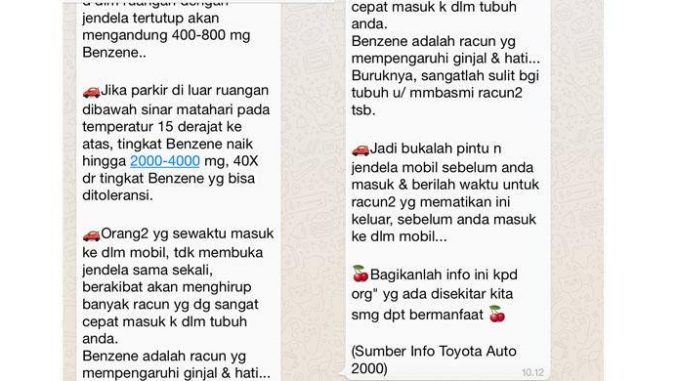 u dlm ruangan dengan
jendela tertutup akan
mengandung 400-800 mg
Benzene..
🚗Jika parkir di luar ruangan
dibawah sinar matahari pada
temperatur 15 derajat ke
atas, tingkat Benzene naik
hingga 2000-4000 mg, 40X
dr tingkat Benzene yg bisa
ditoleransi.
🚗Orang2 yg sewaktu masuk
ke dlm mobil, tdk membuka
jendela sama sekali,
berakibat akan menghirup
banyak racun yg dg sangat
cepat masuk k dlm tubuh
anda.
Benzene adalah racun yg
mempengaruhi ginjal & hati...
cepat masuk k dlm tubuh
anda.
Benzene adalah racun yg
mempengaruhi ginjal & hati...
Buruknya, sangatlah sulit bgi
tubuh u/ mmbasmi racun2
tsb.
🚗Jadi bukalah pintu n
jendela mobil sebelum anda
masuk & berilah waktu untuk
racun2 yg mematikan ini
keluar, sebelum anda masuk
ke dlm mobil...
🍒Bagikanlah info ini kpd
org" yg ada disekitar kita
smg dpt bermanfaat 🍒
(Sumber Info Toyota Auto
2000)
10.12